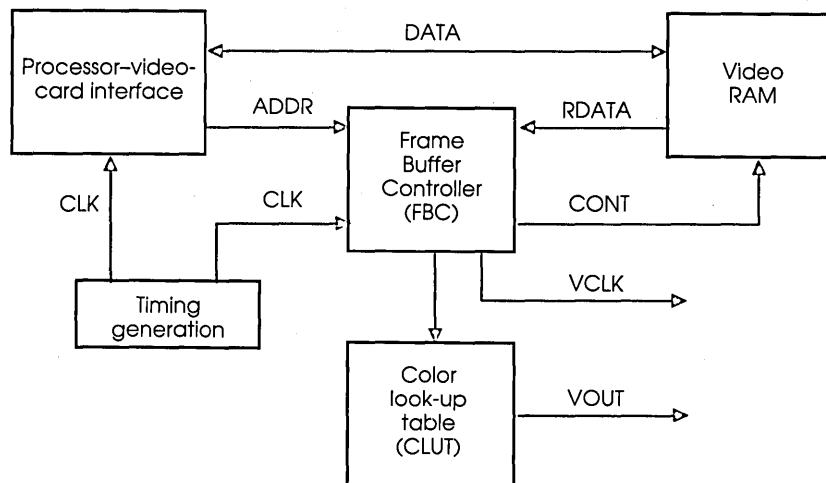 DATA
Processor–video-
card interface
Video
RAM
ADDR
RDATA
Frame
Buffer
Controller
(FBC)
CLK
CLK
CONT
Timing
generation
VCLK
Color
look-up
table
(CLUT)
VOUT